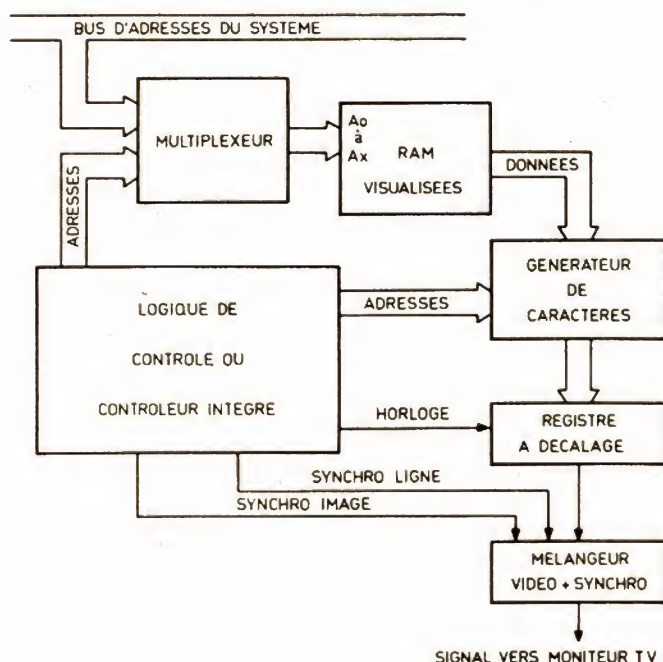 BUS D'ADRESSES DU SYSTEME
MULTIPLEXEUR
Ao
à
Ax
RAM
VISUALISEES
DONNEES
ADRESSES
GENERATEUR
DE
CARACTERES
LOGIQUE DE
CONTROLE OU
CONTROLEUR INTEGRE
ADRESSES
HORLOGE
REGISTRE
A DECALAGE
SYNCHRO LIGNE
SYNCHRO IMAGE
MELANGEUR
VIDEO + SYNCHRO
SIGNAL VERS MONITEUR TV